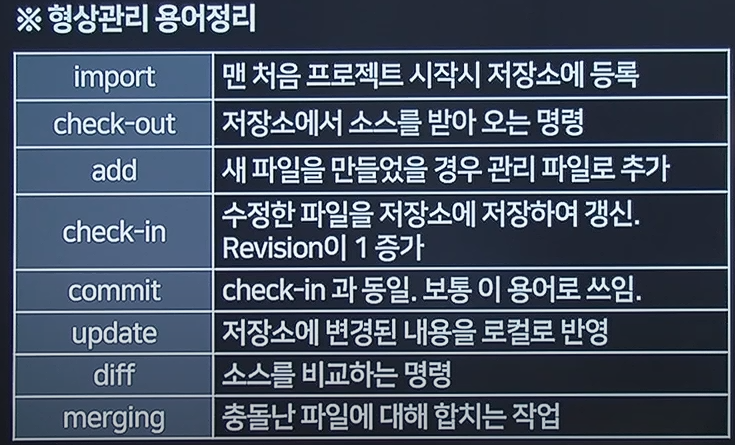 ※ 형상관리 용어정리
import 맨 처음 프로젝트 시작시 저장소에 등록
check-out 저장소에서 소스를 받아 오는 명령
add 새 파일을 만들었을 경우 관리 파일로 추가
check-in 수정한 파일을 저장소에 저장하여 갱신.
Revision이 1 증가
commit check-in 과 동일. 보통 이 용어로 쓰임.
update 저장소에 변경된 내용을 로컬로 반영
diff 소스를 비교하는 명령
merging 충돌난 파일에 대해 합치는 작업